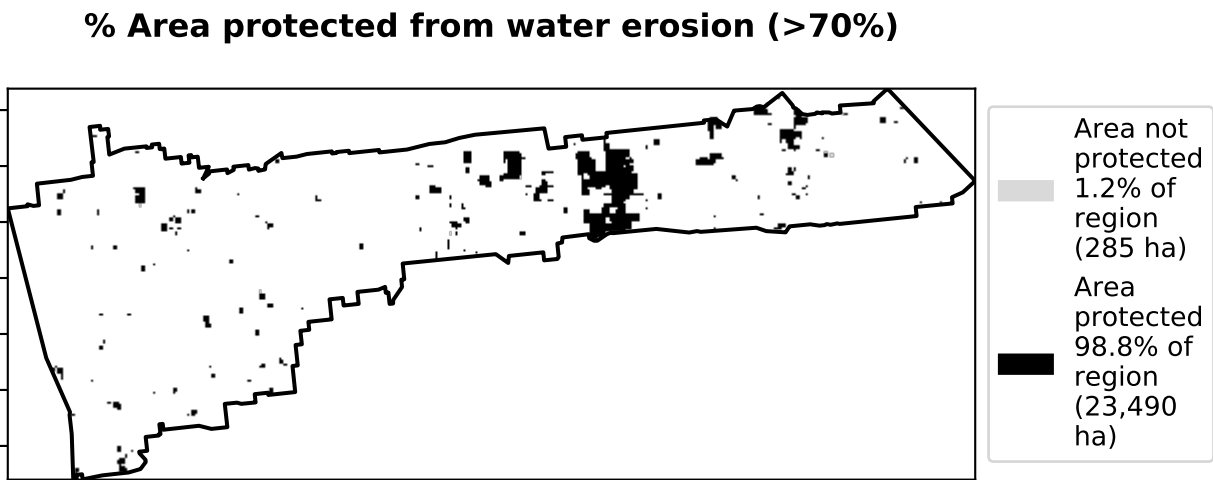 % Area protected from water erosion (>70%)
Area not
protected
1.2% of
region
(285 ha)
Area
protected
98.8% of
region
(23,490
ha)